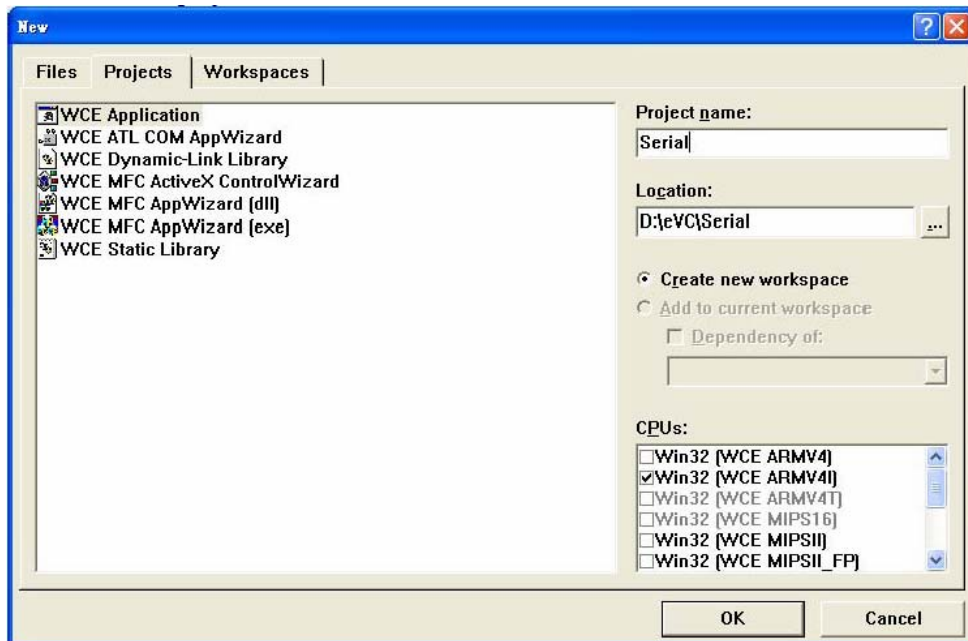 New
Files Projects Workspaces
WCE Application
WCE ATL COM AppWizard
WCE Dynamic-Link Library
WCE MFC ActiveX ControlWizard
WCE MFC AppWizard (dll)
WCE MFC AppWizard (exe)
WCE Static Library
Project name:
Serial
Location:
D:\eVC\Serial
...
Create new workspace
Add to current workspace
Dependency of:
CPUs:
Win32 (WCE ARMV4)
Win32 (WCE ARMV4I)
Win32 (WCE ARMV4T)
Win32 (WCE MIPS16)
Win32 (WCE MIPSII)
Win32 (WCE MIPSII_FP)
OK Cancel